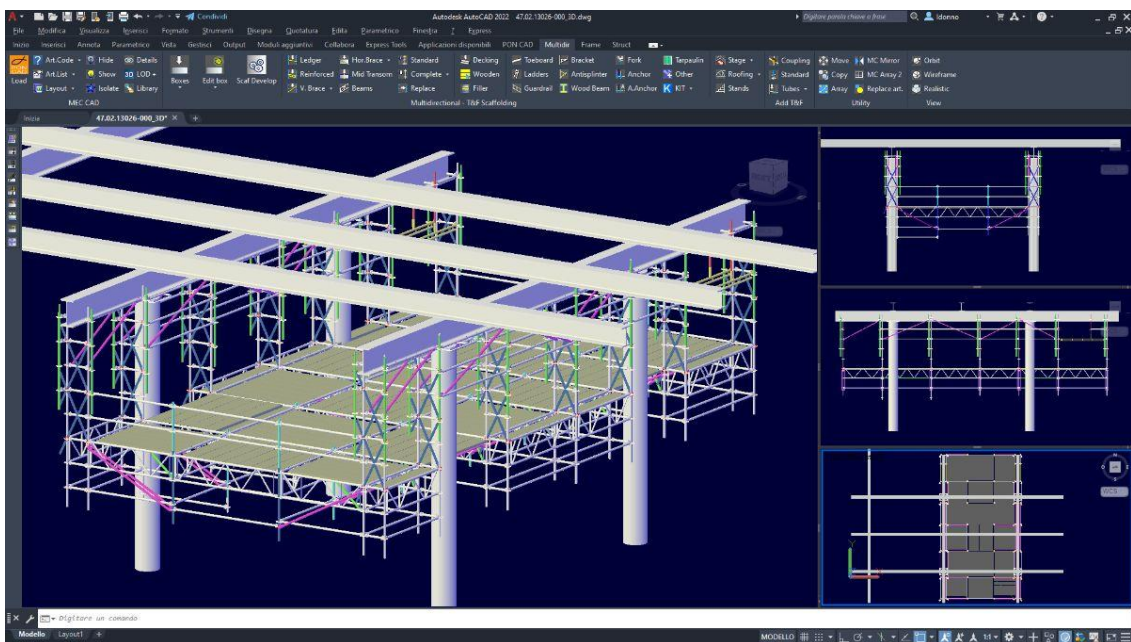 Condividi
Autodesk AutoCAD 2022 47.02.13026-000_3D.dwg
Digitare parola chiave o frase
ldonno
File Modifica Visualizza Inserisci Formato Strumenti Disegna Quotatura Edita Parametrico Finestra ? Express
Inizio Inserisci Annota Parametrico Vista Gestisci Output Moduli aggiuntivi Collabora Express Tools Applicazioni disponibili PON CAD Multidir Frame Struct
Art.Code Hide Details Ledger Hor.Brace Standard Decking Toeboard Bracket Fork Tarpaulin Stage Coupling Move MC Mirror Orbit
Load Art.List Show 3D LOD Boxes Edit box Scaf Develop Reinforced Mid Transom Complete Wooden Ladders Antisplinter Anchor Other Roofing Standard Copy MC Array 2 Wireframe
Layout Isolate Library V. Brace Beams Replace Filler Guardrail Wood Beam A.Anchor KIT Stands Tubes Array Replace art. Realistic
MEC CAD Multidirectional - T&F Scaffolding Add T&F Utility View
Inizia 47.02.13026-000_3D*
WCS
Digitare un comando
Modello Layout1 MODELLO 1:1